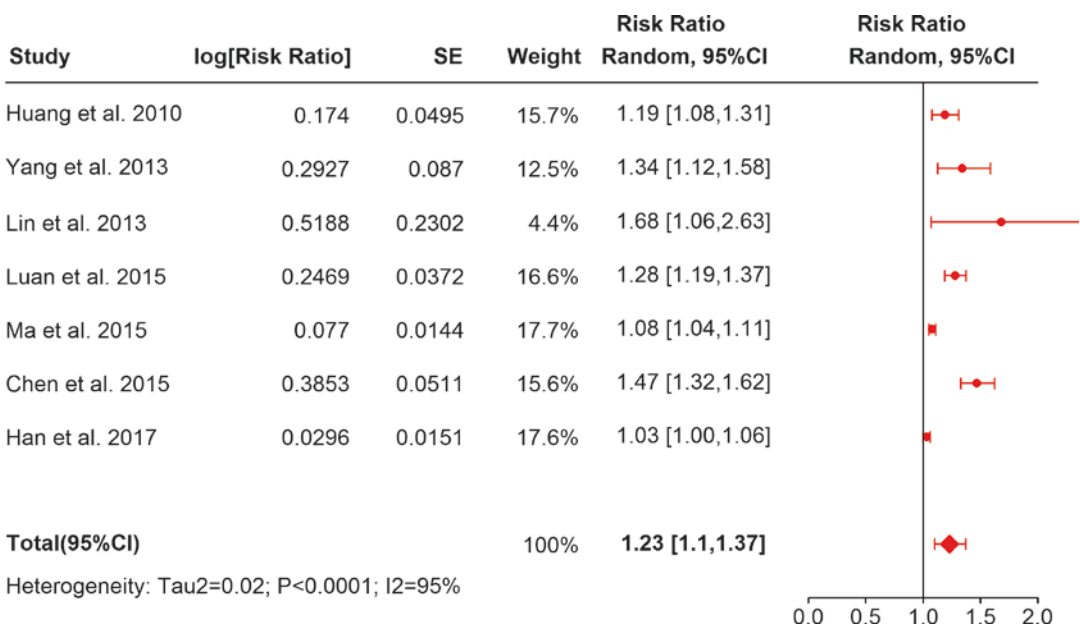 Risk Ratio Risk Ratio
Study log[Risk Ratio] SE Weight Random, 95%CI Random, 95%CI
Huang et al. 2010 0.174 0.0495 15.7% 1.19 [1.08,1.31]
Yang et al. 2013 0.2927 0.087 12.5% 1.34 [1.12,1.58]
Lin et al. 2013 0.5188 0.2302 4.4% 1.68 [1.06,2.63]
Luan et al. 2015 0.2469 0.0372 16.6% 1.28 [1.19,1.37]
Ma et al. 2015 0.077 0.0144 17.7% 1.08 [1.04,1.11]
Chen et al. 2015 0.3853 0.0511 15.6% 1.47 [1.32,1.62]
Han et al. 2017 0.0296 0.0151 17.6% 1.03 [1.00,1.06]
Total(95%CI) 100% 1.23 [1.1,1.37]
Heterogeneity: Tau2=0.02; P<0.0001; I2=95%
0.0 0.5 1.0 1.5 2.0